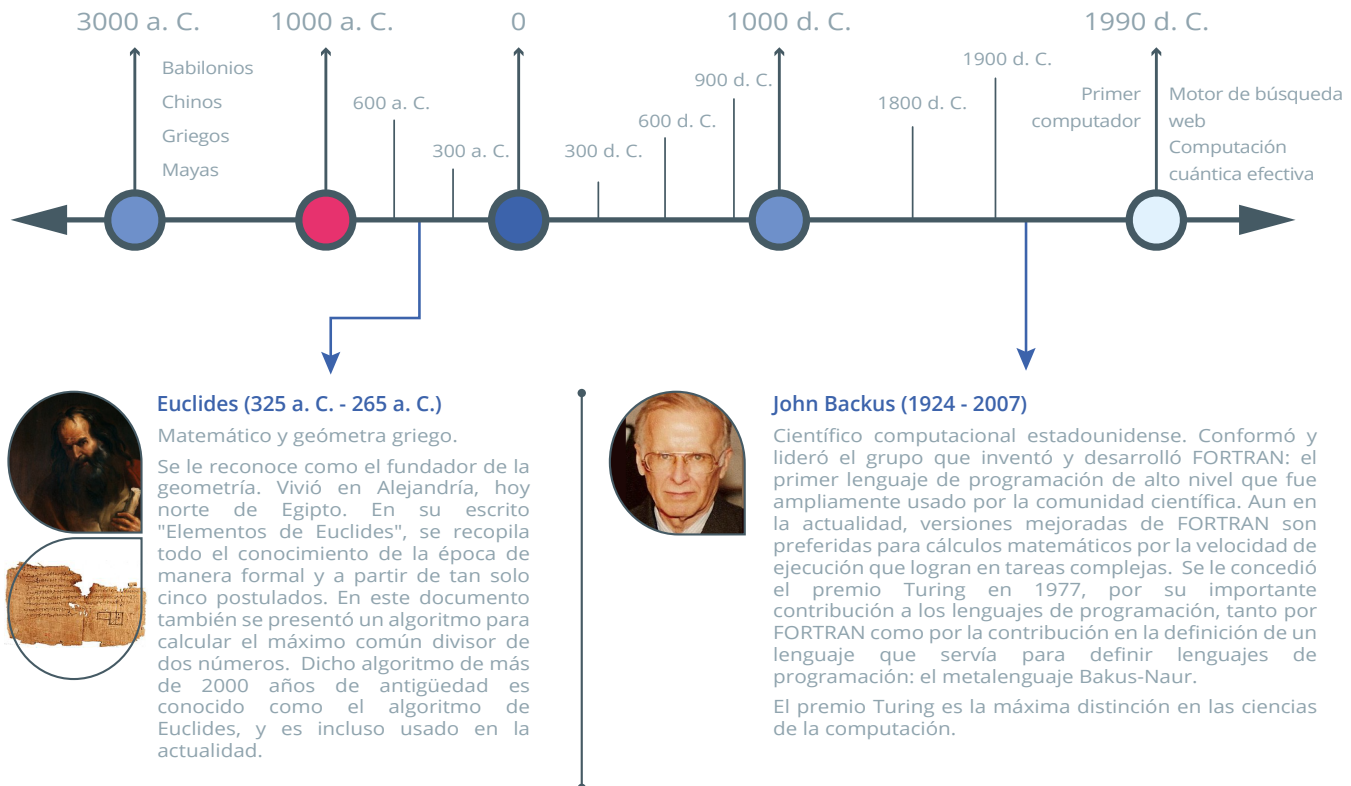 3000 a. C.
1000 a. C.
0
1000 d. C.
1990 d. C.
Babilonios
Chinos
Griegos
Mayas
600 a. C.
300 a. C.
300 d. C.
600 d. C.
900 d. C.
1800 d. C.
1900 d. C.
Primer
computador
Motor de búsqueda
web
Computación
cuántica efectiva
Euclides (325 a. C. - 265 a. C.)
Matemático y geómetra griego.
Se le reconoce como el fundador de la
geometría. Vivió en Alejandría, hoy
norte de Egipto. En su escrito
"Elementos de Euclides", se recopila
todo el conocimiento de la época de
manera formal y a partir de tan solo
cinco postulados. En este documento
también se presentó un algoritmo para
calcular el máximo común divisor de
dos números. Dicho algoritmo de más
de 2000 años de antigüedad es
conocido como el algoritmo de
Euclides, y es incluso usado en la
actualidad.
John Backus (1924 - 2007)
Científico computacional estadounidense. Conformó y
lideró el grupo que inventó y desarrolló FORTRAN: el
primer lenguaje de programación de alto nivel que fue
ampliamente usado por la comunidad científica. Aun en
la actualidad, versiones mejoradas de FORTRAN son
preferidas para cálculos matemáticos por la velocidad de
ejecución que logran en tareas complejas. Se le concedió
el premio Turing en 1977, por su importante
contribución a los lenguajes de programación, tanto por
FORTRAN como por la contribución en la definición de un
lenguaje que servía para definir lenguajes de
programación: el metalenguaje Bakus-Naur.
El premio Turing es la máxima distinción en las ciencias
de la computación.